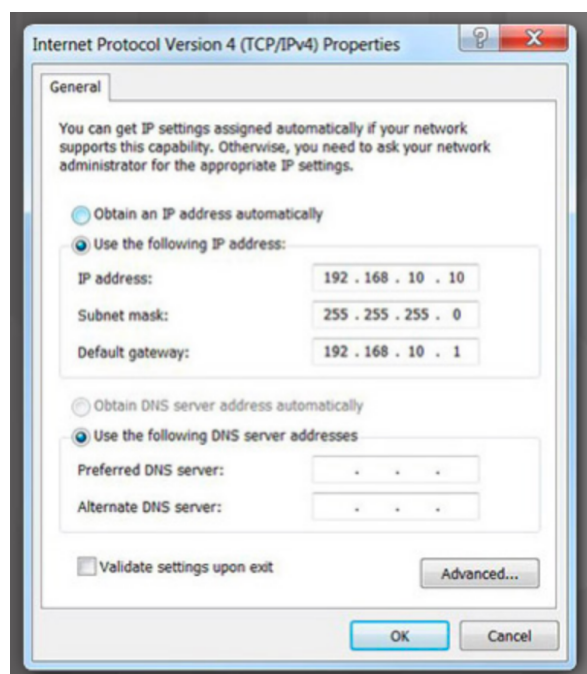 Internet Protocol Version 4 (TCP/IPv4) Properties
General
You can get IP settings assigned automatically if your network
supports this capability. Otherwise, you need to ask your network
administrator for the appropriate IP settings.
Obtain an IP address automatically
Use the following IP address:
IP address: 192 . 168 . 10 . 10
Subnet mask: 255 . 255 . 255 . 0
Default gateway: 192 . 168 . 10 . 1
Obtain DNS server address automatically
Use the following DNS server addresses
Preferred DNS server: . . .
Alternate DNS server: . . .
Validate settings upon exit
Advanced...
OK Cancel